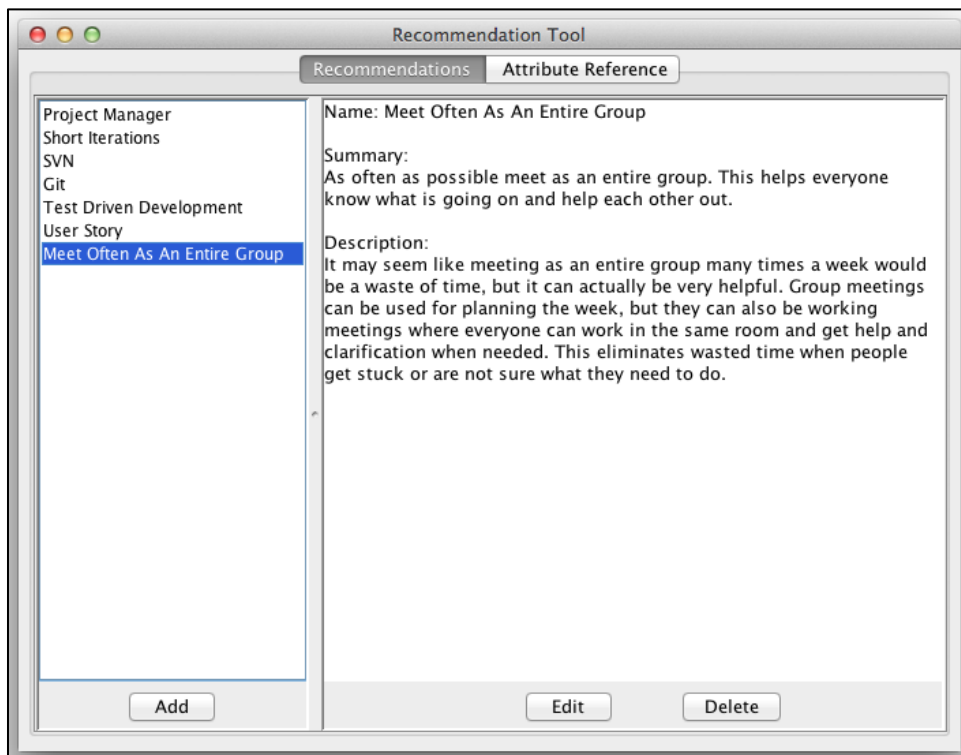 Recommendation Tool
Recommendations
Attribute Reference
Project Manager
Short Iterations
SVN
Git
Test Driven Development
User Story
Meet Often As An Entire Group
Add
Name: Meet Often As An Entire Group
Summary:
As often as possible meet as an entire group. This helps everyone
know what is going on and help each other out.
Description:
It may seem like meeting as an entire group many times a week would
be a waste of time, but it can actually be very helpful. Group meetings
can be used for planning the week, but they can also be working
meetings where everyone can work in the same room and get help and
clarification when needed. This eliminates wasted time when people
get stuck or are not sure what they need to do.
Edit
Delete